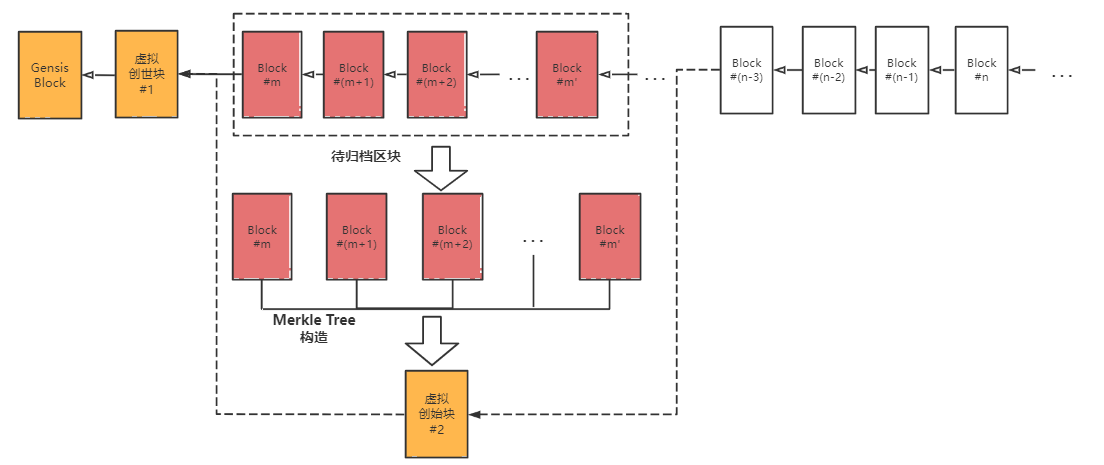 Gensis
Block
虚拟
创世块
#1
Block
#m
Block
#(m+1)
Block
#(m+2)
...
Block
#m'
...
Block
#(n-3)
Block
#(n-2)
Block
#(n-1)
Block
#n
...
待归档区块
Block
#m
Block
#(m+1)
Block
#(m+2)
...
Block
#m'
Merkle Tree
构造
虚拟
创始块
#2